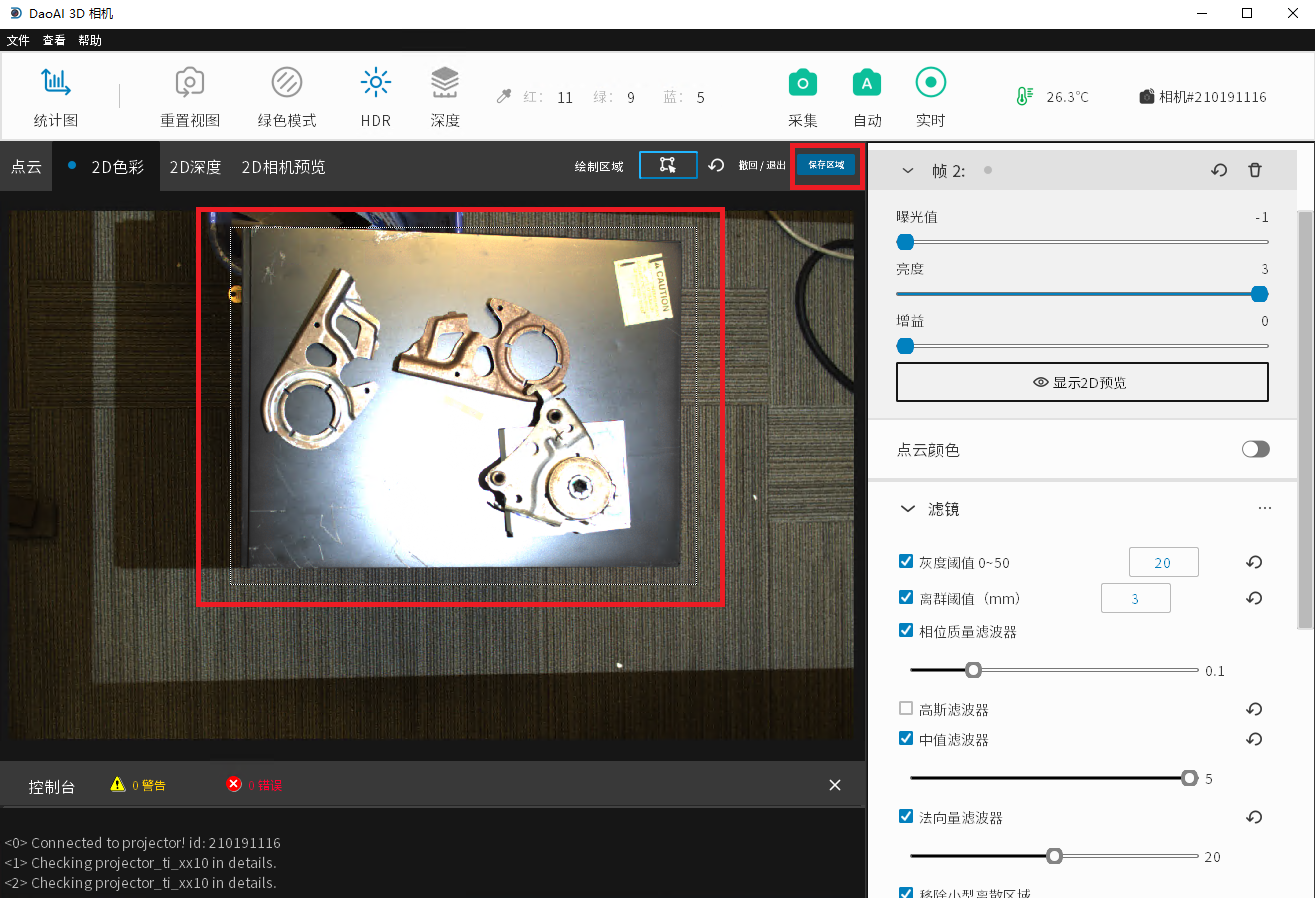 DaoAI 3D 相机
文件 查看 帮助
统计图 重置视图 绿色模式 HDR 深度 红: 11 绿: 9 蓝: 5 采集 A 自动 实时 26.3℃ 相机#210191116
点云 2D色彩 2D深度 2D相机预览 绘制区域 撤回 / 退出 保存区域
CAUTION
控制台 0 警告 0 错误
<0> Connected to projector! id: 210191116
<1> Checking projector_ti_xx10 in details.
<2> Checking projector_ti_xx10 in details.
帧 2:
曝光值 -1
亮度 3
增益 0
显示2D预览
点云颜色
滤镜 ...
灰度阈值 0~50 20
离群阈值（mm） 3
相位质量滤波器
0.1
高斯滤波器
中值滤波器
5
法向量滤波器
20
移除小型离散区域